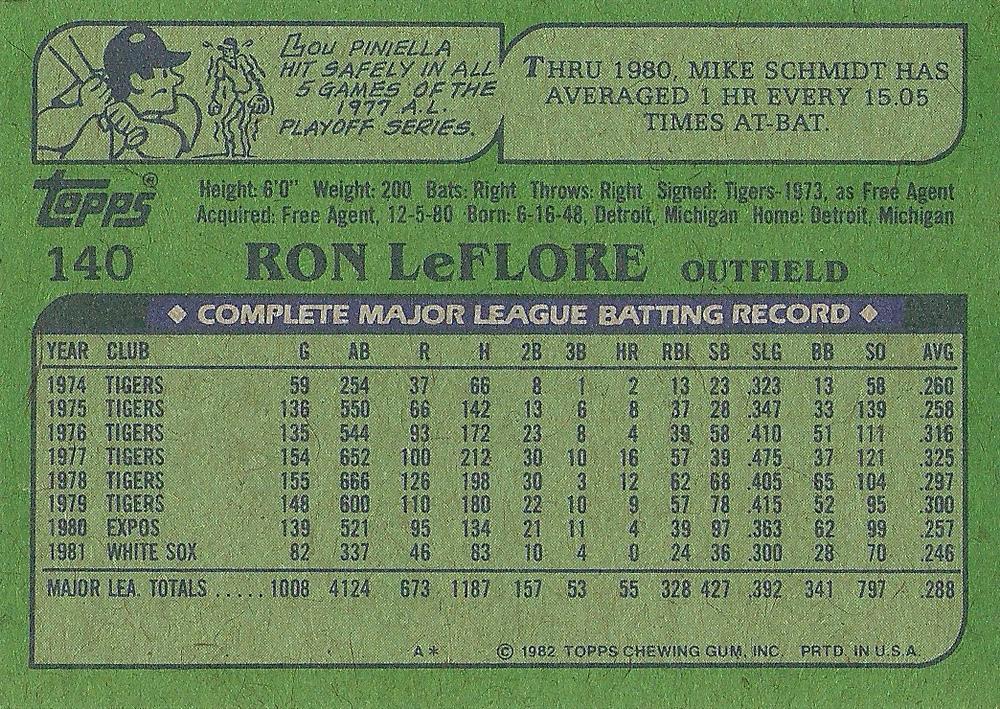 Lou PINIELLA
HIT SAFELY IN ALL
5 GAMES OF THE
1977 A.L.
PLAYOFF SERIES.
THRU 1980, MIKE SCHMIDT HAS
AVERAGED 1 HR EVERY 15.05
TIMES AT-BAT.
Topps®
Height: 6'0" Weight: 200 Bats: Right Throws: Right Signed: Tigers-1973, as Free Agent
Acquired: Free Agent, 12-5-80 Born: 6-16-48, Detroit, Michigan Home: Detroit, Michigan
140 RON LeFLORE OUTFIELD
◆ COMPLETE MAJOR LEAGUE BATTING RECORD ◆
YEAR CLUB G AB R H 2B 3B HR RBI SB SLG BB SO AVG
1974 TIGERS 59 254 37 66 8 1 2 13 23 .323 13 58 .260
1975 TIGERS 136 550 66 142 13 6 8 37 28 .347 33 139 .258
1976 TIGERS 135 544 93 172 23 8 4 39 58 .410 51 111 .316
1977 TIGERS 154 652 100 212 30 10 16 57 39 .475 37 121 .325
1978 TIGERS 155 666 126 198 30 3 12 62 68 .405 65 104 .297
1979 TIGERS 148 600 110 180 22 10 9 57 78 .415 52 95 .300
1980 EXPOS 139 521 95 134 21 11 4 39 97 .363 62 99 .257
1981 WHITE SOX 82 337 46 83 10 4 0 24 36 .300 28 70 .246
MAJOR LEA. TOTALS ..... 1008 4124 673 1187 157 53 55 328 427 .392 341 797 .288
A* © 1982 TOPPS CHEWING GUM, INC. PRTD. IN U.S.A.